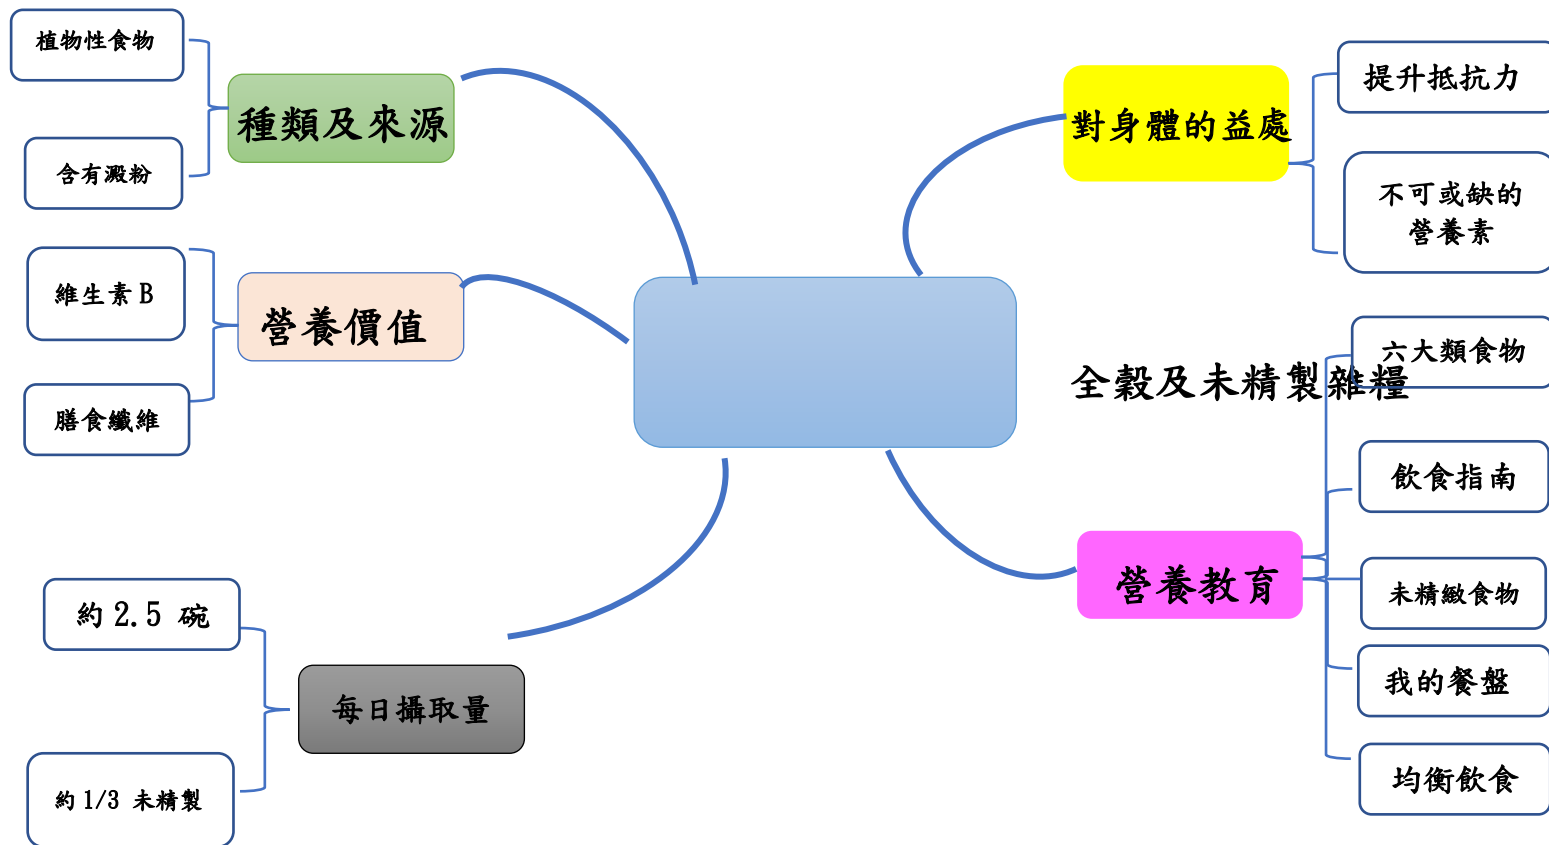 植物性食物
種類及來源
含有澱粉
維生素 B
營養價值
膳食纖維
約 2.5 碗
每日攝取量
約 1/3 未精製
全穀及未精製雜糧
對身體的益處
提升抵抗力
不可或缺的
營養素
營養教育
六大類食物
飲食指南
未精緻食物
我的餐盤
均衡飲食